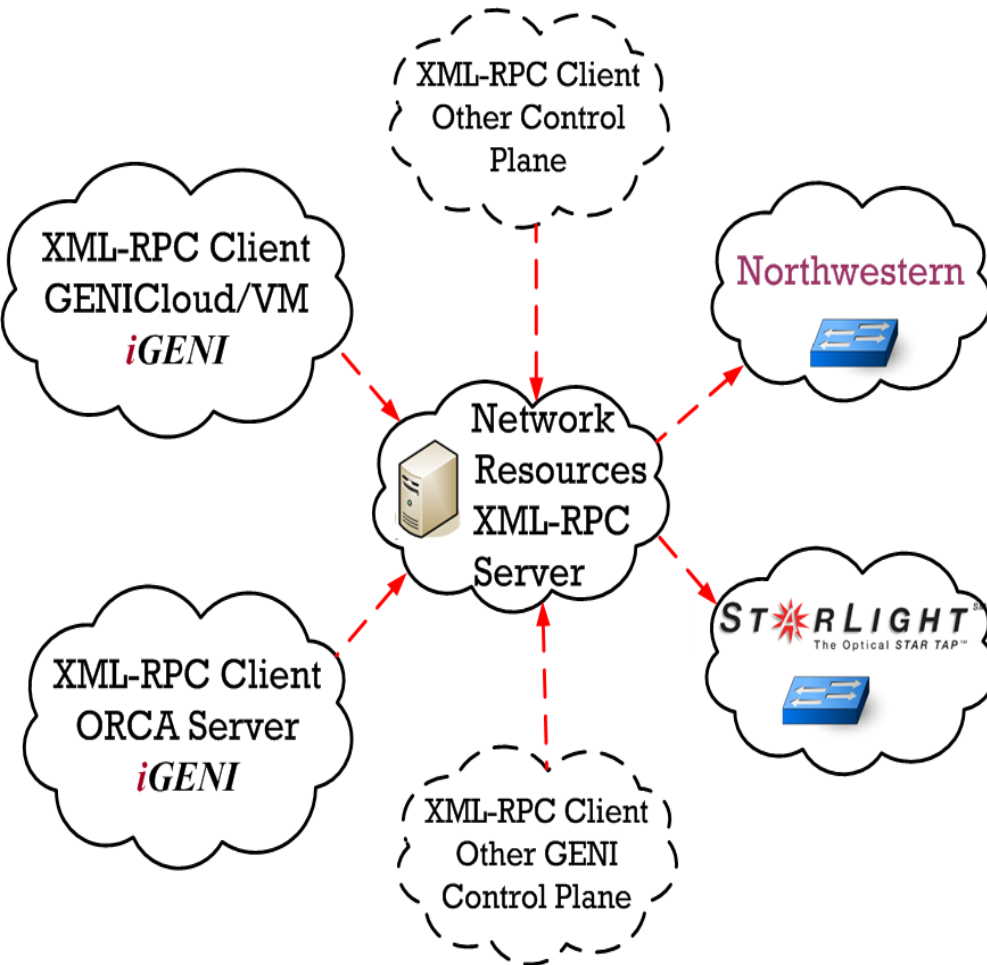 XML-RPC Client
Other Control
Plane
XML-RPC Client
GENICloud/VM
iGENI
Northwestern
Network
Resources
XML-RPC
Server
STARLIGHT
The Optical STAR TAP™
XML-RPC Client
ORCA Server
iGENI
XML-RPC Client
Other GENI
Control Plane